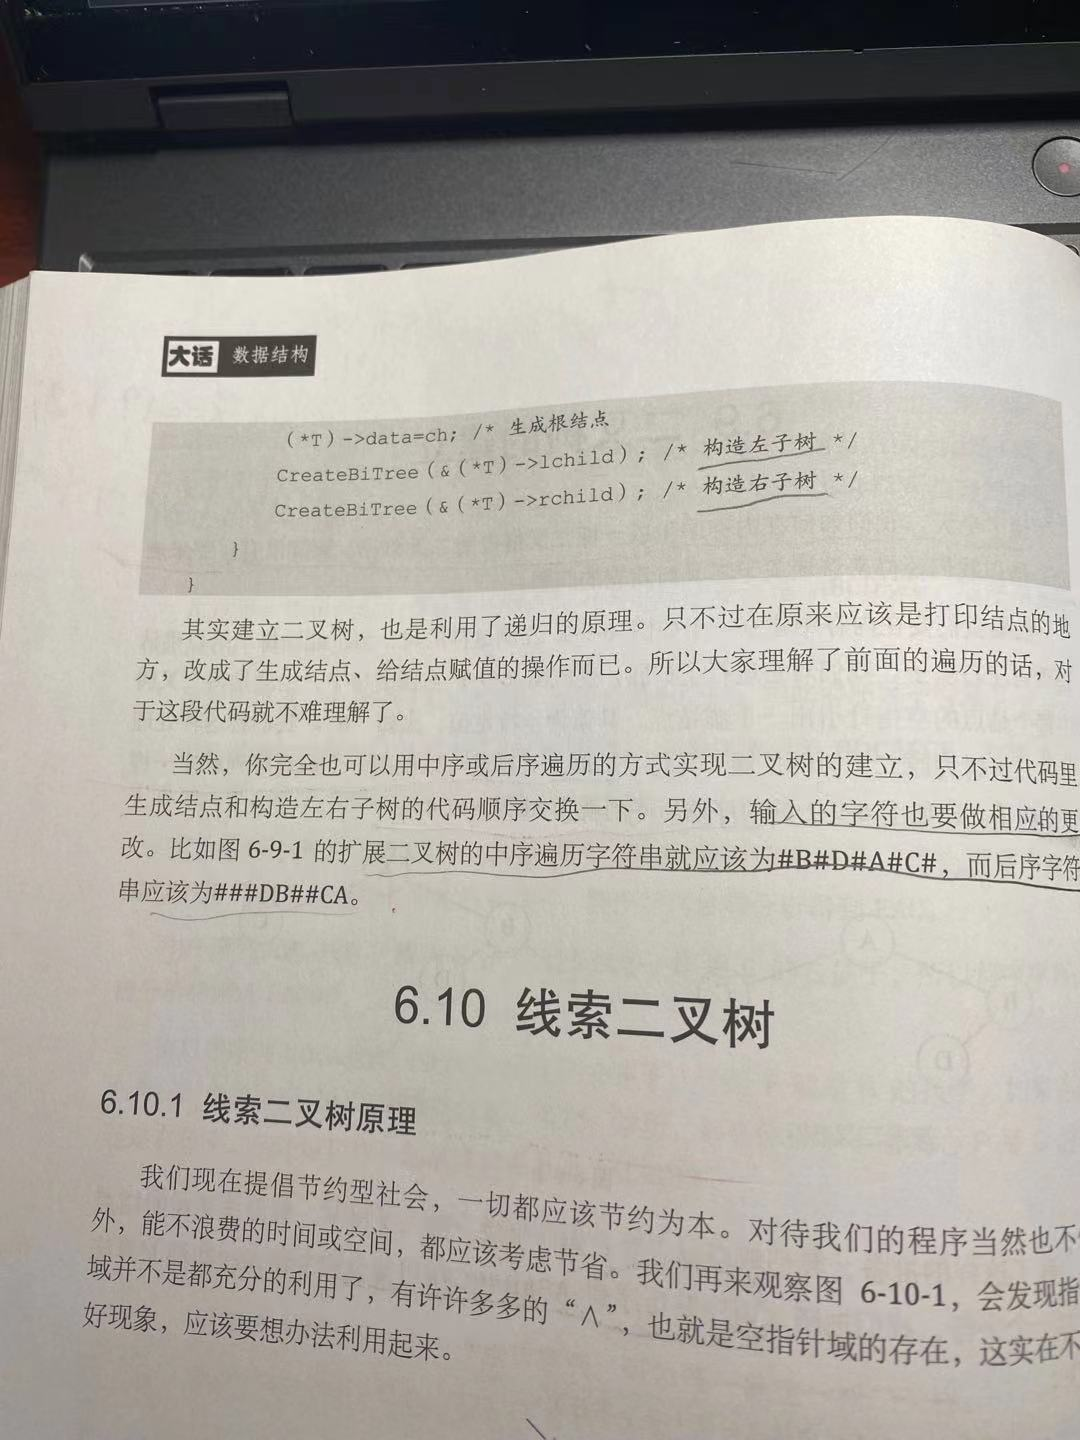 大话 数据结构
(*T)->data=ch; /* 生成根结点
CreateBiTree(&(*T)->lchild); /* 构造左子树 */
CreateBiTree(&(*T)->rchild); /* 构造右子树 */
}
}
其实建立二叉树，也是利用了递归的原理。只不过在原来应该是打印结点的地
方，改成了生成结点、给结点赋值的操作而已。所以大家理解了前面的遍历的话，对
于这段代码就不难理解了。
当然，你完全也可以用中序或后序遍历的方式实现二叉树的建立，只不过代码里
生成结点和构造左右子树的代码顺序交换一下。另外，输入的字符也要做相应的更
改。比如图 6-9-1 的扩展二叉树的中序遍历字符串就应该为#B#D#A#C#，而后序字符
串应该为###DB##CA。
6.10 线索二叉树
6.10.1 线索二叉树原理
我们现在提倡节约型社会，一切都应该节约为本。对待我们的程序当然也不
外，能不浪费的时间或空间，都应该考虑节省。我们再来观察图 6-10-1，会发现指
域并不是都充分的利用了，有许许多多的“∧”，也就是空指针域的存在，这实在不
好现象，应该要想办法利用起来。